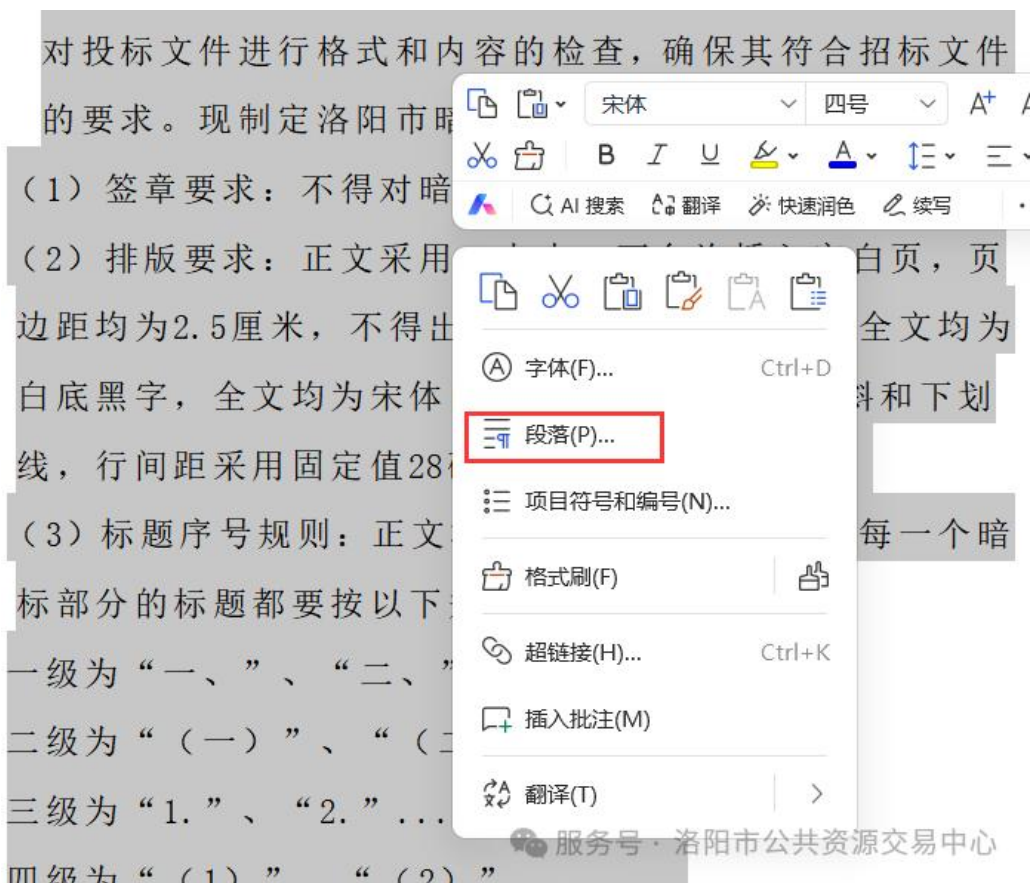 对投标文件进行格式和内容的检查，确保其符合招标文件
的要求。现制定洛阳市暗
（1）签章要求：不得对暗
（2）排版要求：正文采用 白页，页
边距均为2.5厘米，不得出 全文均为
白底黑字，全文均为宋体 和下划
线，行间距采用固定值28
（3）标题序号规则：正文 每一个暗
标部分的标题都要按以下
一级为“一、”、“二、”
二级为“（一）”、“（二
三级为“1.”、“2.”...
四级为“（1）”、“（2）”
宋体 四号 A+
B I U A
AI 搜索 翻译 快速润色 续写
字体(F)... Ctrl+D
段落(P)...
项目符号和编号(N)...
格式刷(F)
超链接(H)... Ctrl+K
插入批注(M)
翻译(T)
服务号 · 洛阳市公共资源交易中心